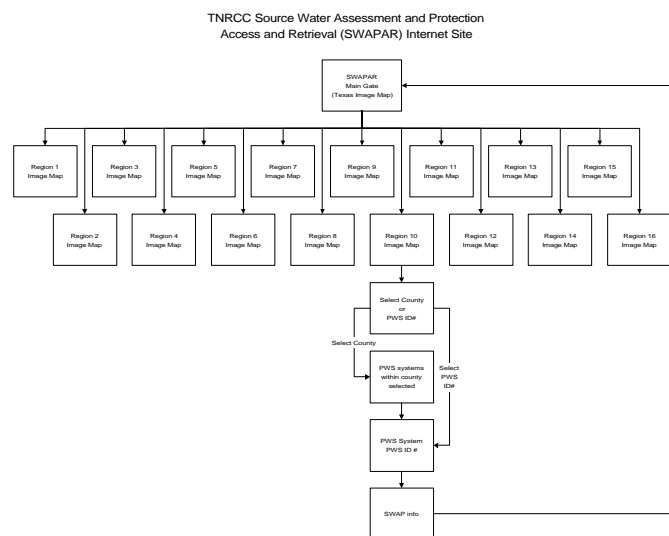 TNRCC Source Water Assessment and Protection
Access and Retrieval (SWAPAR) Internet Site
SWAPAR
Main Gate
(Texas Image Map)
Region 1
Image Map
Region 3
Image Map
Region 5
Image Map
Region 7
Image Map
Region 9
Image Map
Region 11
Image Map
Region 13
Image Map
Region 15
Image Map
Region 2
Image Map
Region 4
Image Map
Region 6
Image Map
Region 8
Image Map
Region 10
Image Map
Region 12
Image Map
Region 14
Image Map
Region 16
Image Map
Select County
or
PWS ID#
Select County
PWS systems
within county
selected
Select
PWS
ID#
PWS System
PWS ID #
SWAP info